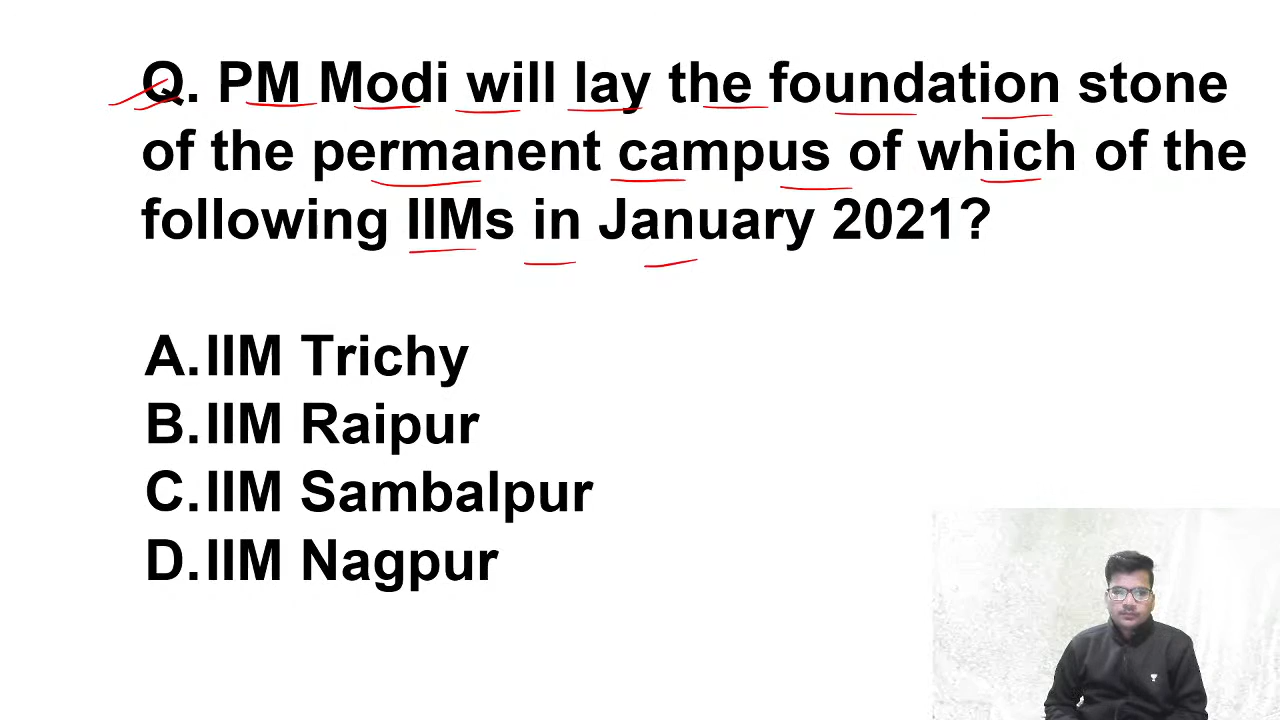 Q. PM Modi will lay the foundation stone
of the permanent campus of which of the
following IIMs in January 2021?
A. IIM Trichy
B. IIM Raipur
C. IIM Sambalpur
D. IIM Nagpur